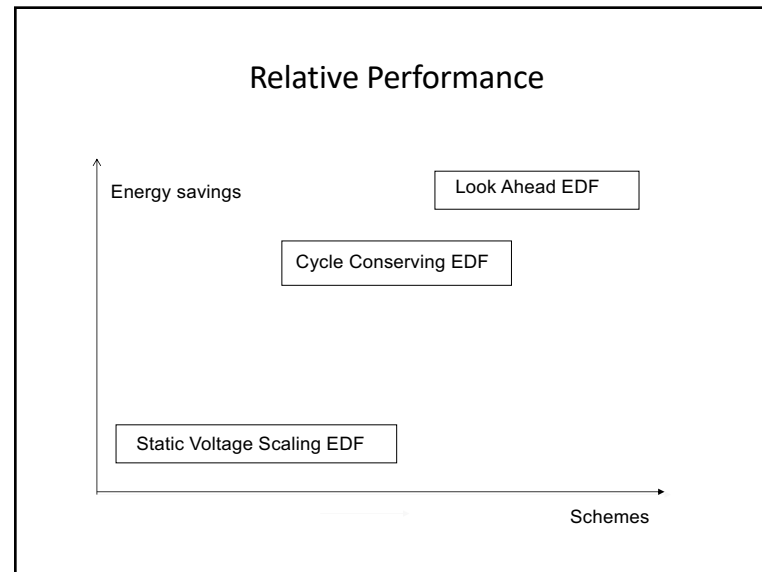 Relative Performance
Energy savings
Look Ahead EDF
Cycle Conserving EDF
Static Voltage Scaling EDF
Schemes